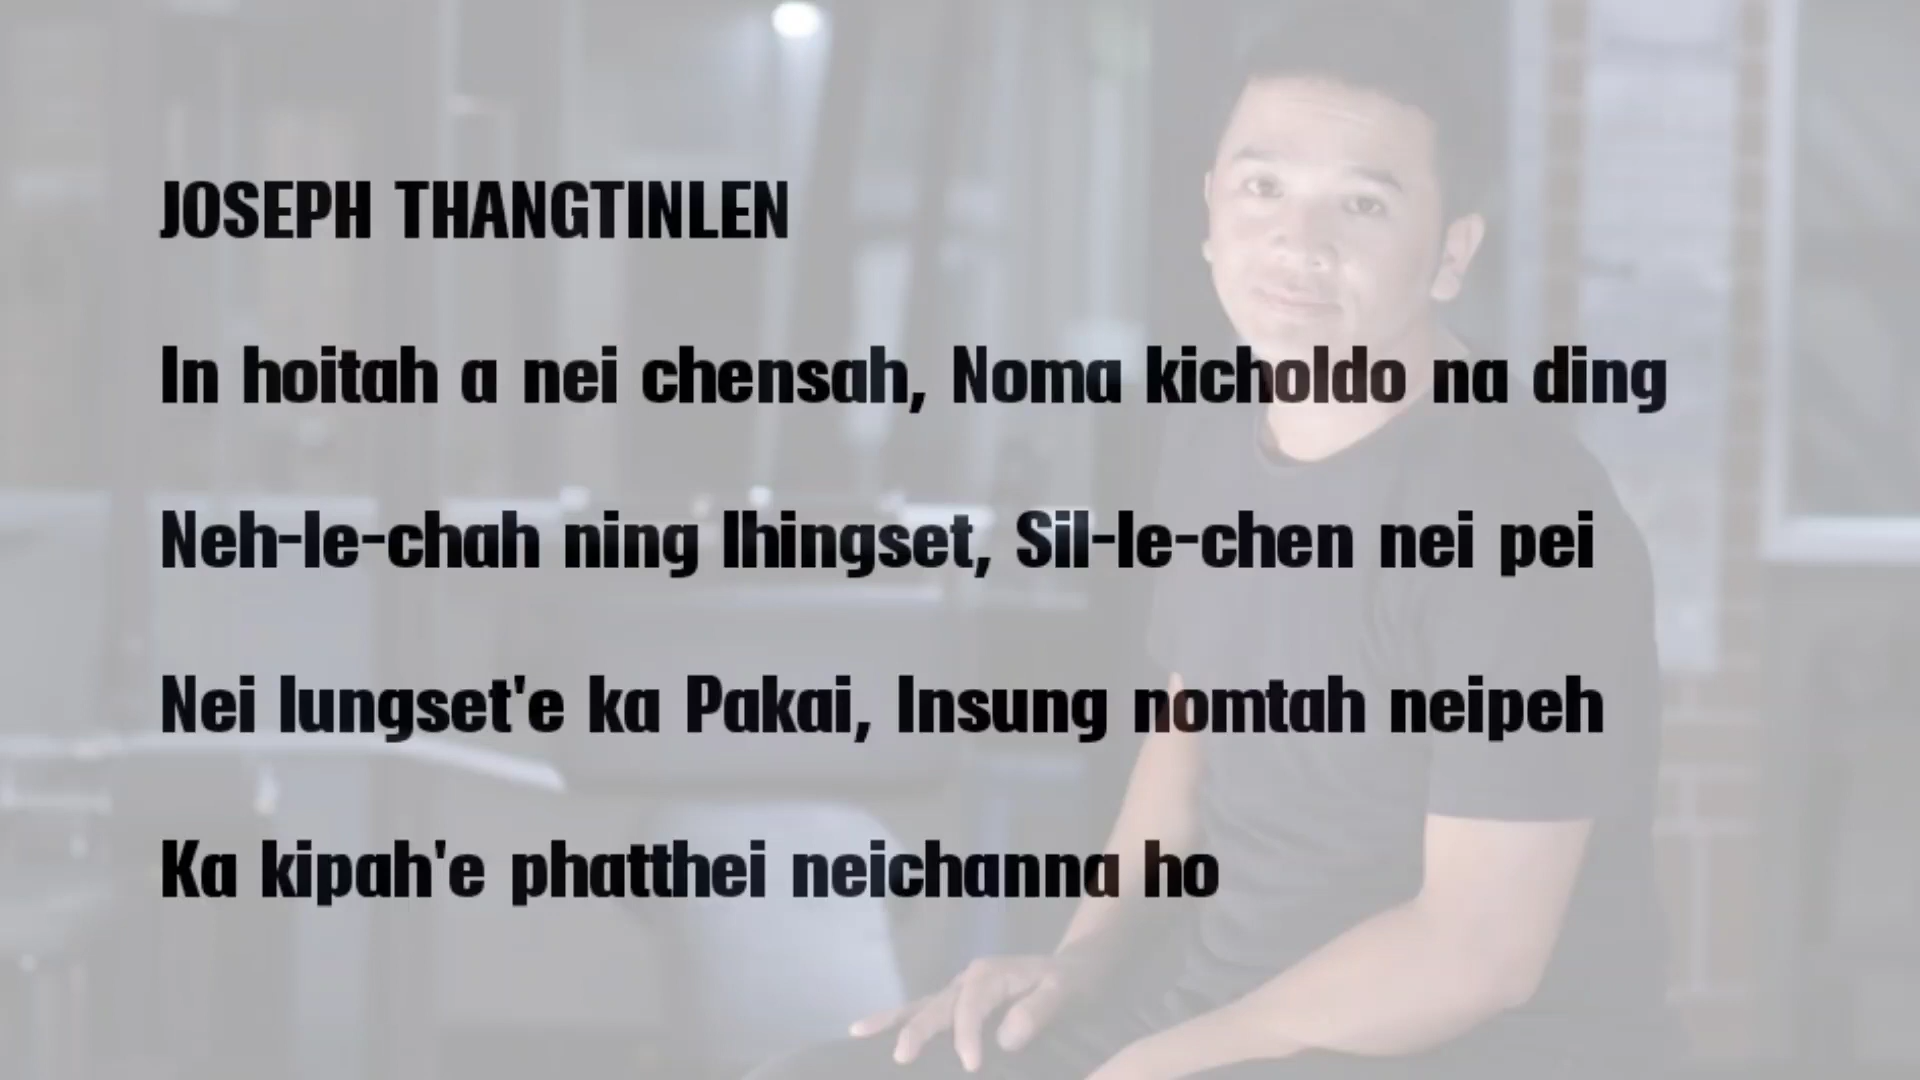 JOSEPH THANGTINLEN
In hoitah a nei chensah, Noma kicholdo na ding
Neh-le-chah ning lhingset, Sil-le-chen nei pei
Nei lungset'e ka Pakai, Insung nomtah neipeh
Ka kipah'e phatthei neichanna ho